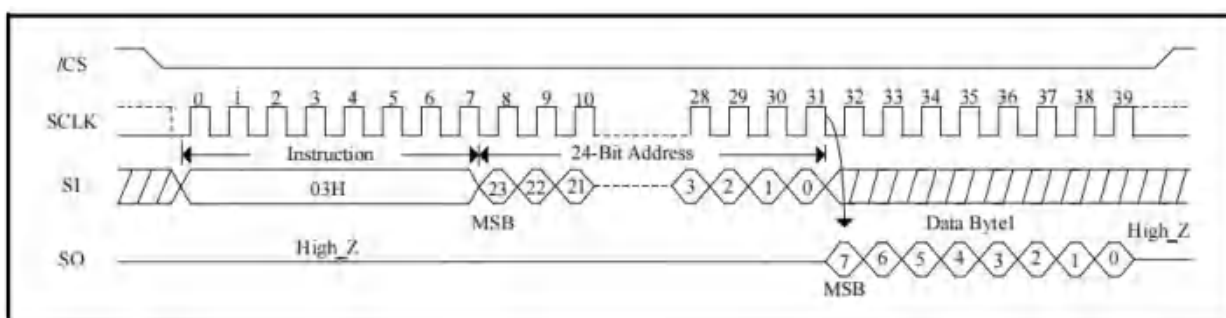 /CS
0 1 2 3 4 5 6 7 8 9 10 28 29 30 31 32 33 34 35 36 37 38 39
SCLK
Instruction 24-Bit Address
SI 03H 23 22 21 3 2 1 0
MSB Data Byte1 High_Z
High_Z
SO 7 6 5 4 3 2 1 0
MSB